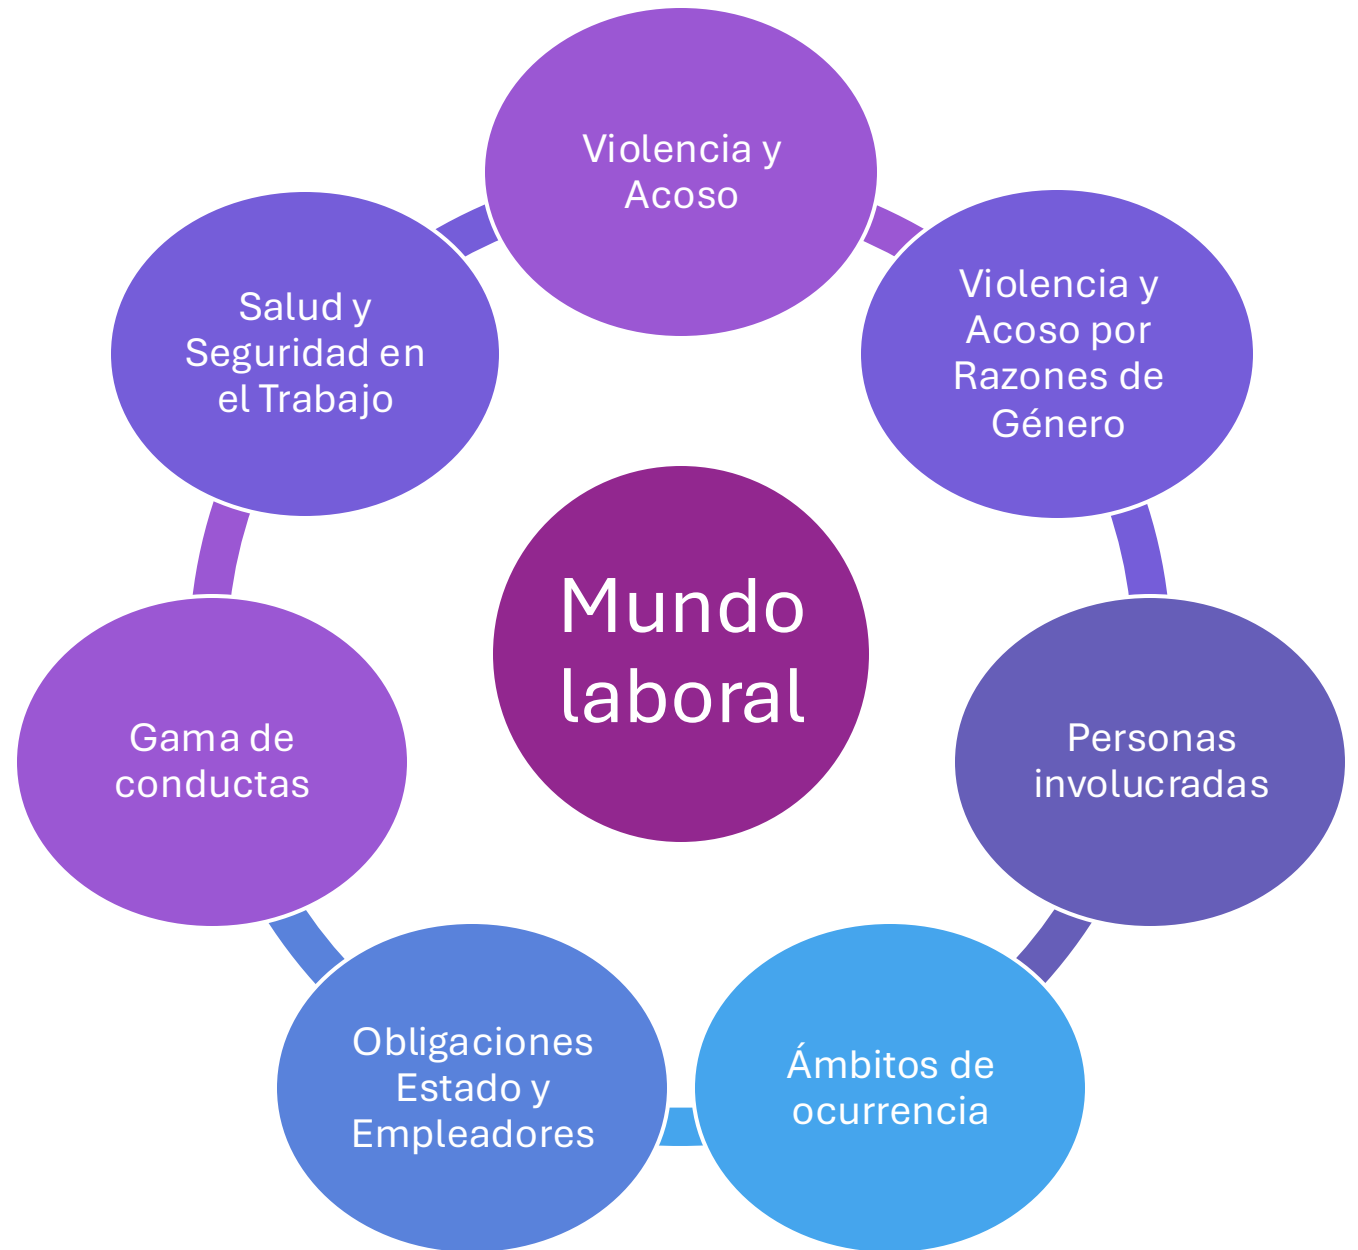 Violencia y
Acoso
Violencia y
Acoso por
Razones de
Género
Personas
involucradas
Ámbitos de
ocurrencia
Obligaciones
Estado y
Empleadores
Gama de
conductas
Salud y
Seguridad en
el Trabajo
Mundo
laboral